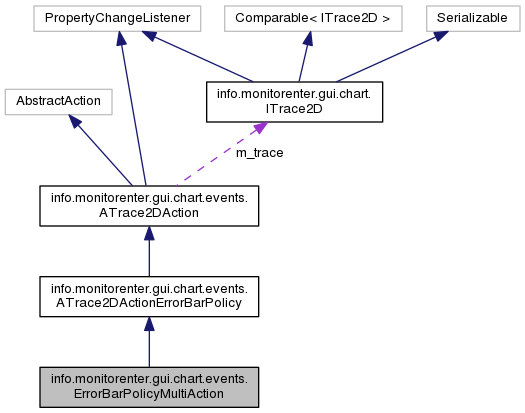 PropertyChangeListener
Comparable< ITrace2D >
Serializable
AbstractAction
info.monitorenter.gui.chart.
ITrace2D
m_trace
info.monitorenter.gui.chart.events.
ATrace2DAction
info.monitorenter.gui.chart.events.
ATrace2DActionErrorBarPolicy
info.monitorenter.gui.chart.events.
ErrorBarPolicyMultiAction